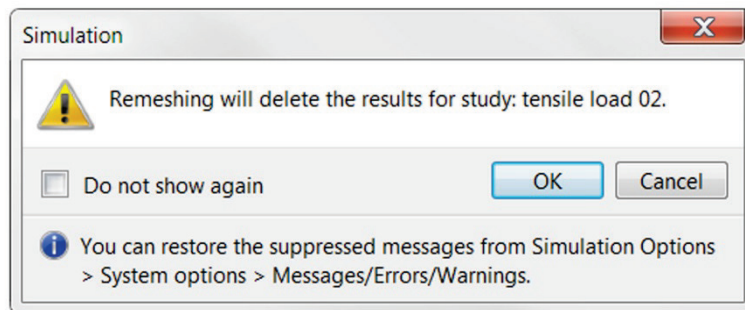 Simulation
Remeshing will delete the results for study: tensile load 02.
Do not show again
OK
Cancel
You can restore the suppressed messages from Simulation Options
> System options > Messages/Errors/Warnings.